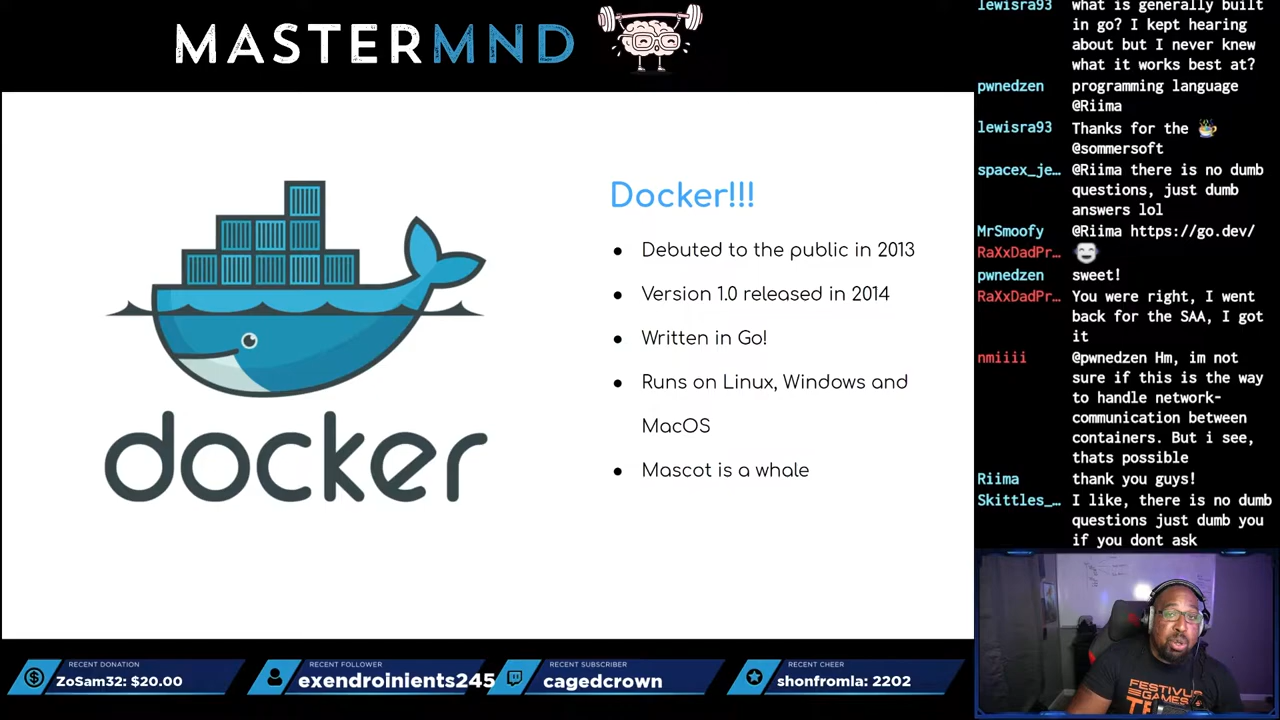 MASTERMND
Docker!!!
● Debuted to the public in 2013
● Version 1.0 released in 2014
● Written in Go!
● Runs on Linux, Windows and
MacOS
● Mascot is a whale
docker
lewisra93 what is generally built
in go? I kept hearing
about but I never knew
what it works best at?
pwnedzen programming language
@Riima
lewisra93 Thanks for the
@sommersoft
spacex_je… @Riima there is no dumb
questions, just dumb
answers lol
MrSmoofy @Riima https://go.dev/
RaXxDadPr…
pwnedzen sweet!
RaXxDadPr… You were right, I went
back for the SAA, I got
it
nmiiii @pwnedzen Hm, im not
sure if this is the way
to handle network-
communication between
containers. But i see,
thats possible
Riima thank you guys!
Skittles_… I like, there is no dumb
questions just dumb you
if you dont ask
FESTIVUS
GAMES
RECENT DONATION
ZoSam32: $20.00
RECENT FOLLOWER
exendroinients245
RECENT SUBSCRIBER
cagedcrown
RECENT CHEER
shonfromla: 2202